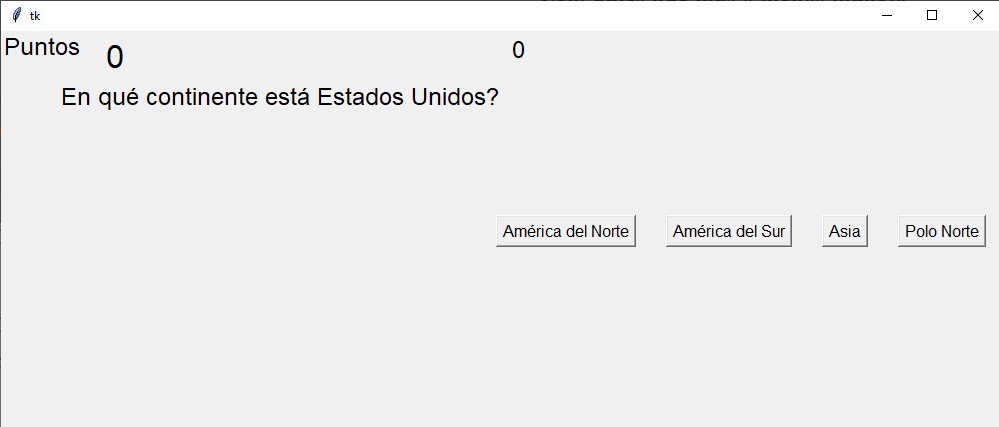 tk
Puntos 0 0
En qué continente está Estados Unidos?
América del Norte América del Sur Asia Polo Norte